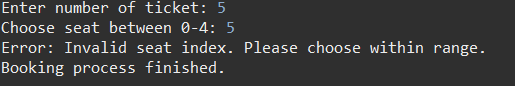 Enter number of ticket: 5
Choose seat between 0-4: 5
Error: Invalid seat index. Please choose within range.
Booking process finished.